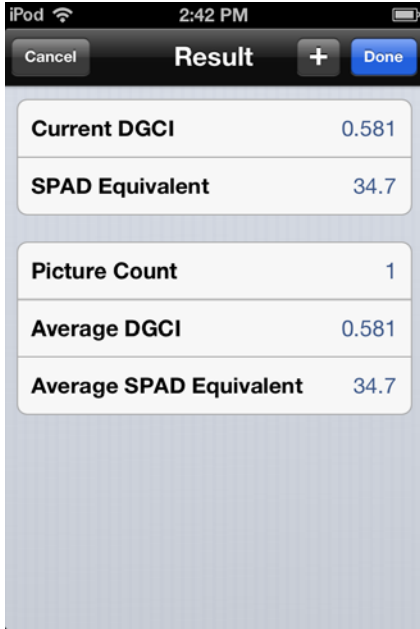 iPod 2:42 PM
Cancel Result + Done
Current DGCI 0.581
SPAD Equivalent 34.7
Picture Count 1
Average DGCI 0.581
Average SPAD Equivalent 34.7